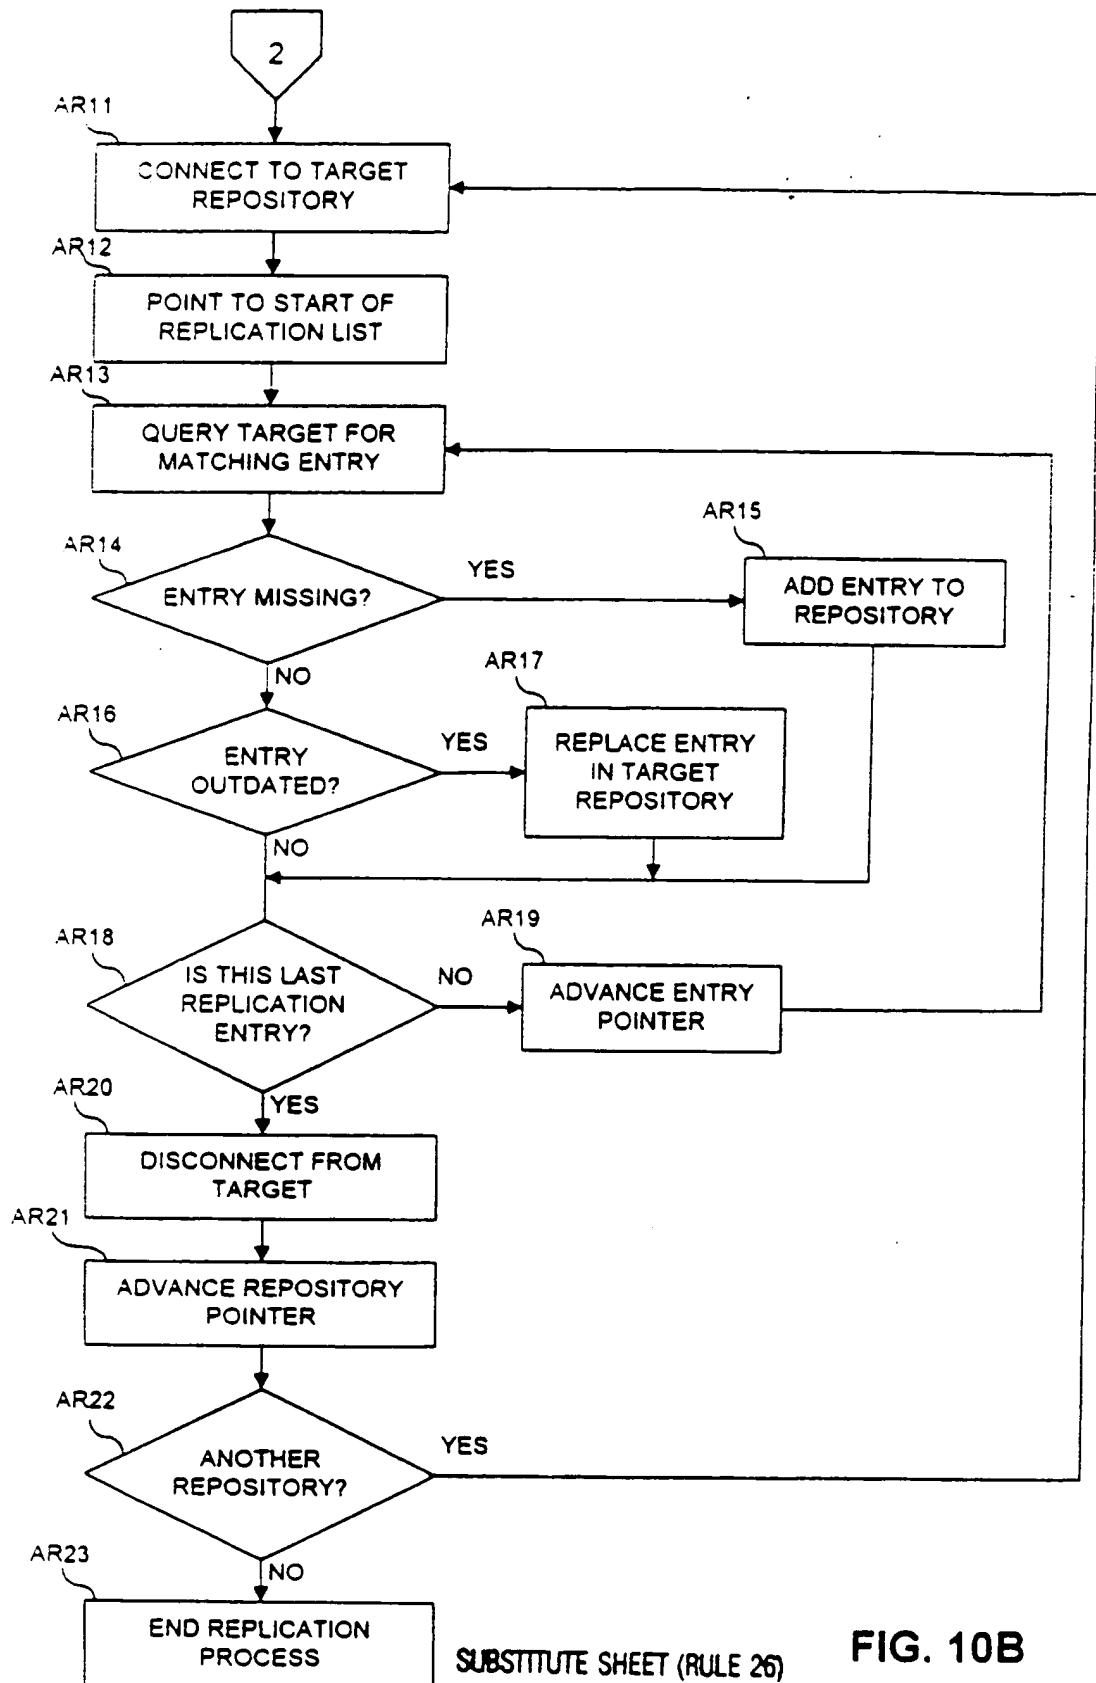 2
AR11
CONNECT TO TARGET
REPOSITORY
AR12
POINT TO START OF
REPLICATION LIST
AR13
QUERY TARGET FOR
MATCHING ENTRY
AR14
ENTRY MISSING?
YES
AR15
ADD ENTRY TO
REPOSITORY
NO
AR16
ENTRY
OUTDATED?
YES
AR17
REPLACE ENTRY
IN TARGET
REPOSITORY
NO
AR18
IS THIS LAST
REPLICATION
ENTRY?
NO
AR19
ADVANCE ENTRY
POINTER
YES
AR20
DISCONNECT FROM
TARGET
AR21
ADVANCE REPOSITORY
POINTER
AR22
ANOTHER
REPOSITORY?
YES
NO
AR23
END REPLICATION
PROCESS
SUBSTITUTE SHEET (RULE 26)
FIG. 10B